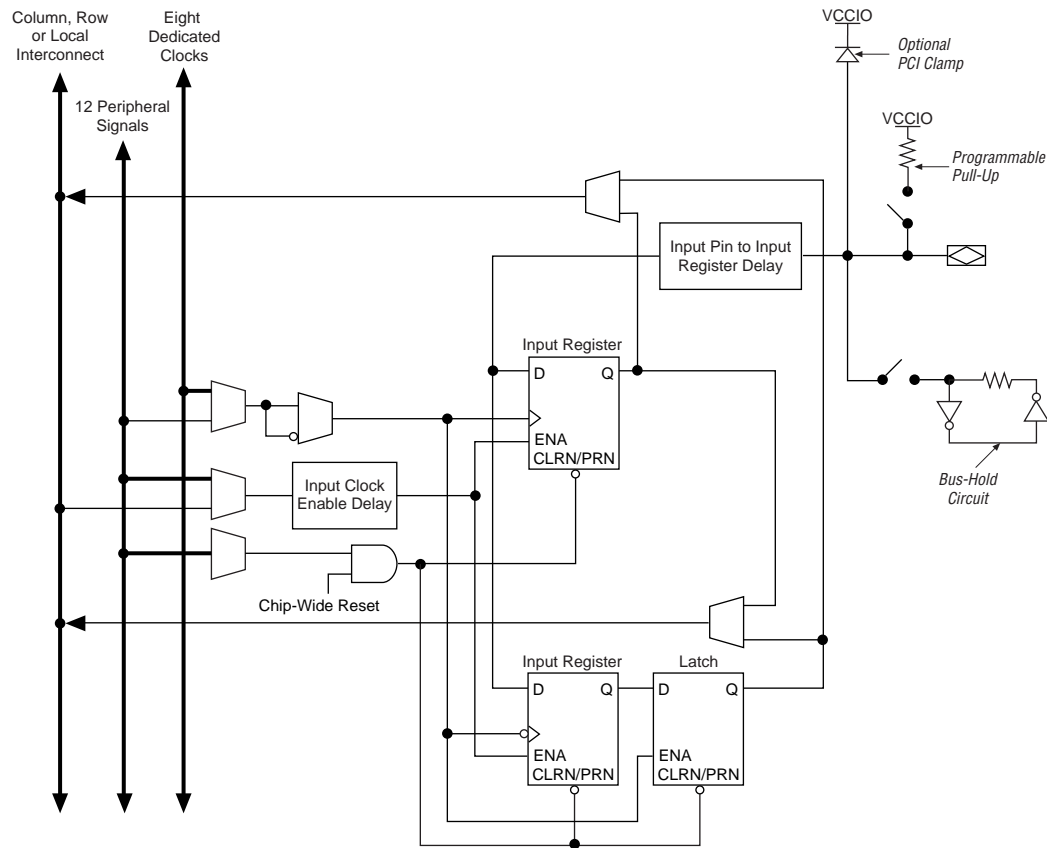 Column, Row
or Local
Interconnect
Eight
Dedicated
Clocks
12 Peripheral
Signals
VCCIO
Optional
PCI Clamp
VCCIO
Programmable
Pull-Up
Input Pin to Input
Register Delay
Input Register
D
Q
ENA
CLRN/PRN
Input Clock
Enable Delay
Chip-Wide Reset
Bus-Hold
Circuit
Input Register
D
Q
ENA
CLRN/PRN
Latch
D
Q
ENA
CLRN/PRN